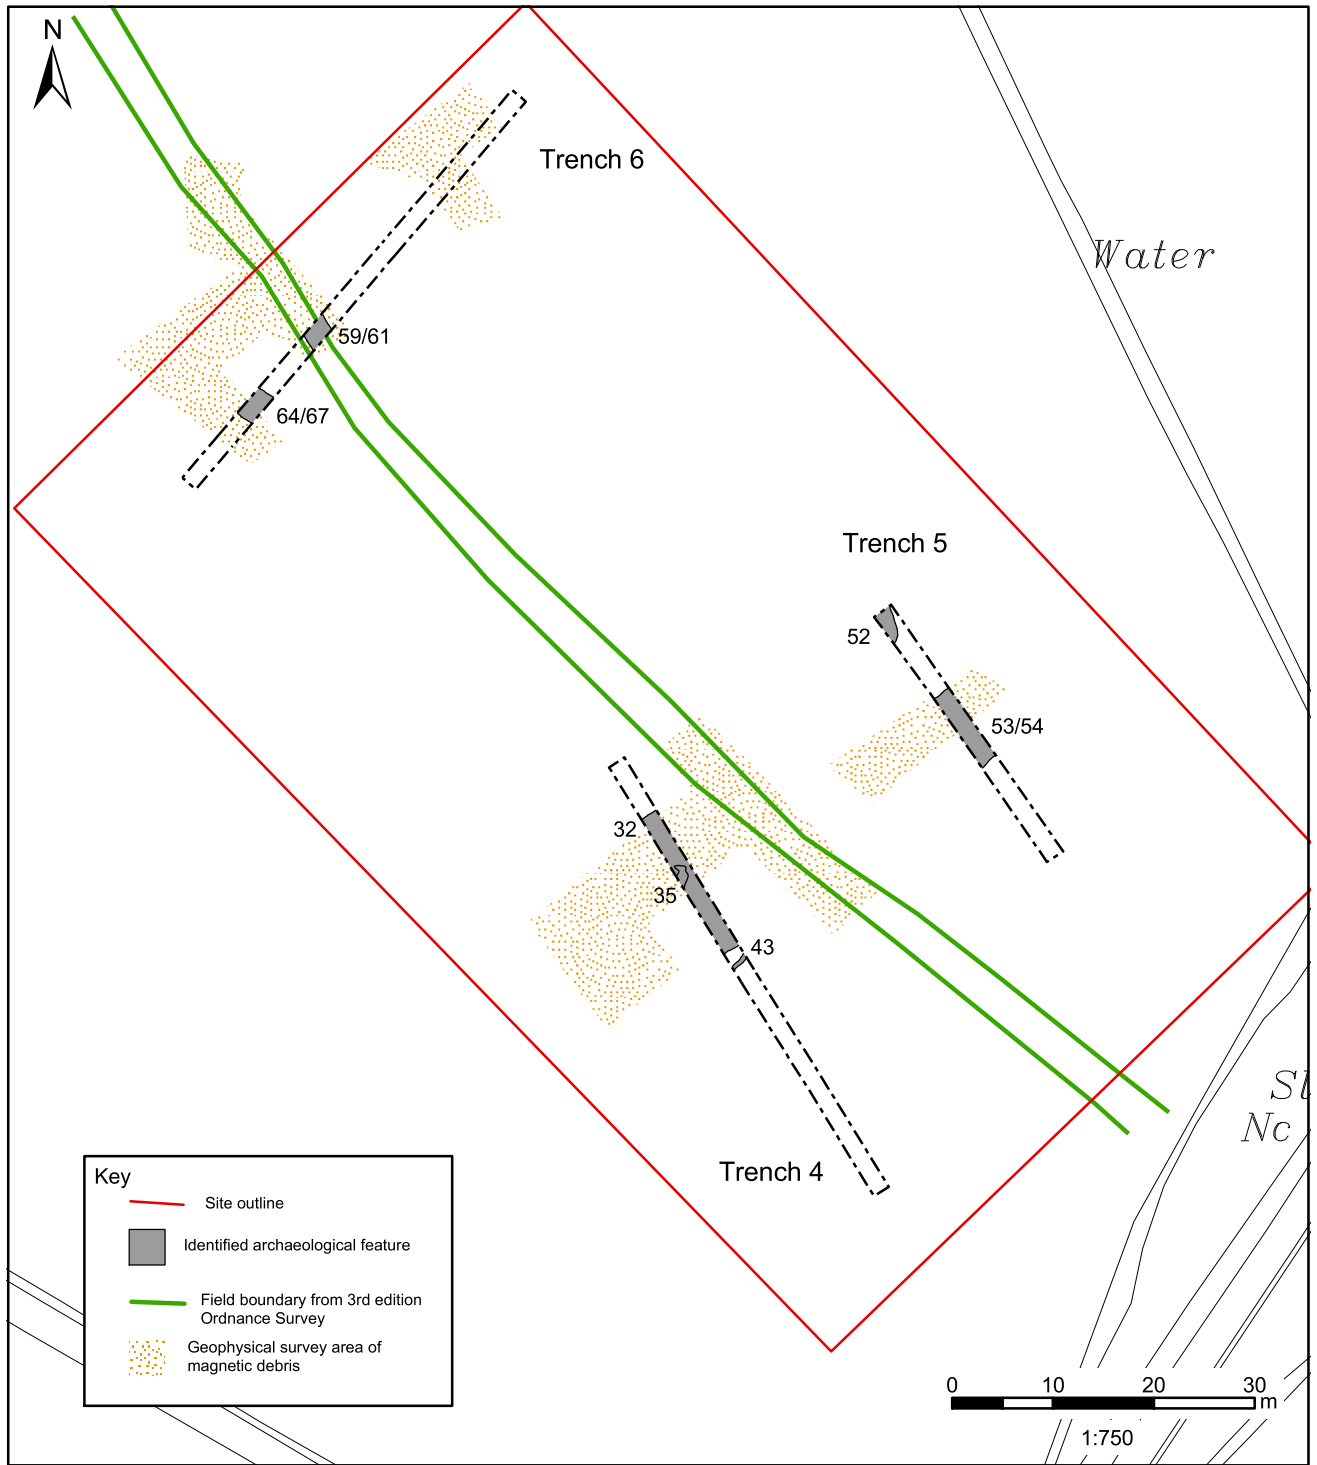 N
Trench 6
Water
59/61
64/67
Trench 5
52
53/54
32
35
43
Nc
Trench 4
Key
Site outline
Identified archaeological feature
Field boundary from 3rd edition
Ordnance Survey
Geophysical survey area of
magnetic debris
0 10 20 30
m
1:750